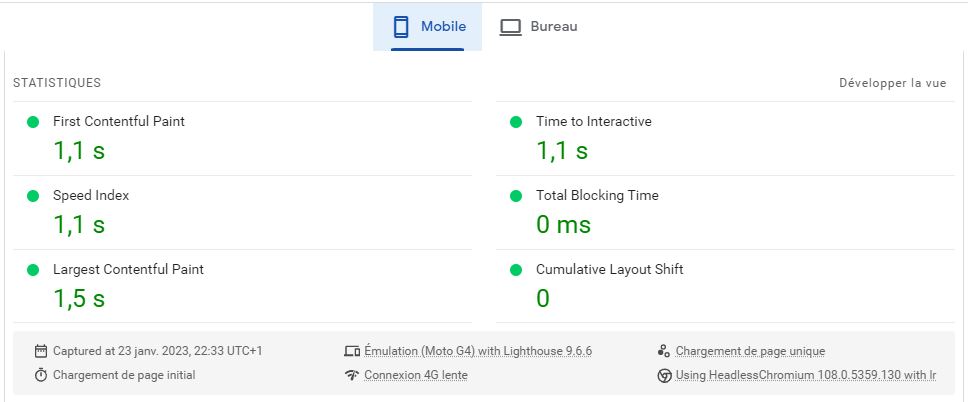 Mobile
Bureau
STATISTIQUES
Développer la vue
First Contentful Paint
1,1 s
Time to Interactive
1,1 s
Speed Index
1,1 s
Total Blocking Time
0 ms
Largest Contentful Paint
1,5 s
Cumulative Layout Shift
0
Captured at 23 janv. 2023, 22:33 UTC+1
Émulation (Moto G4) with Lighthouse 9.6.6
Chargement de page unique
Chargement de page initial
Connexion 4G lente
Using HeadlessChromium 108.0.5359.130 with lr